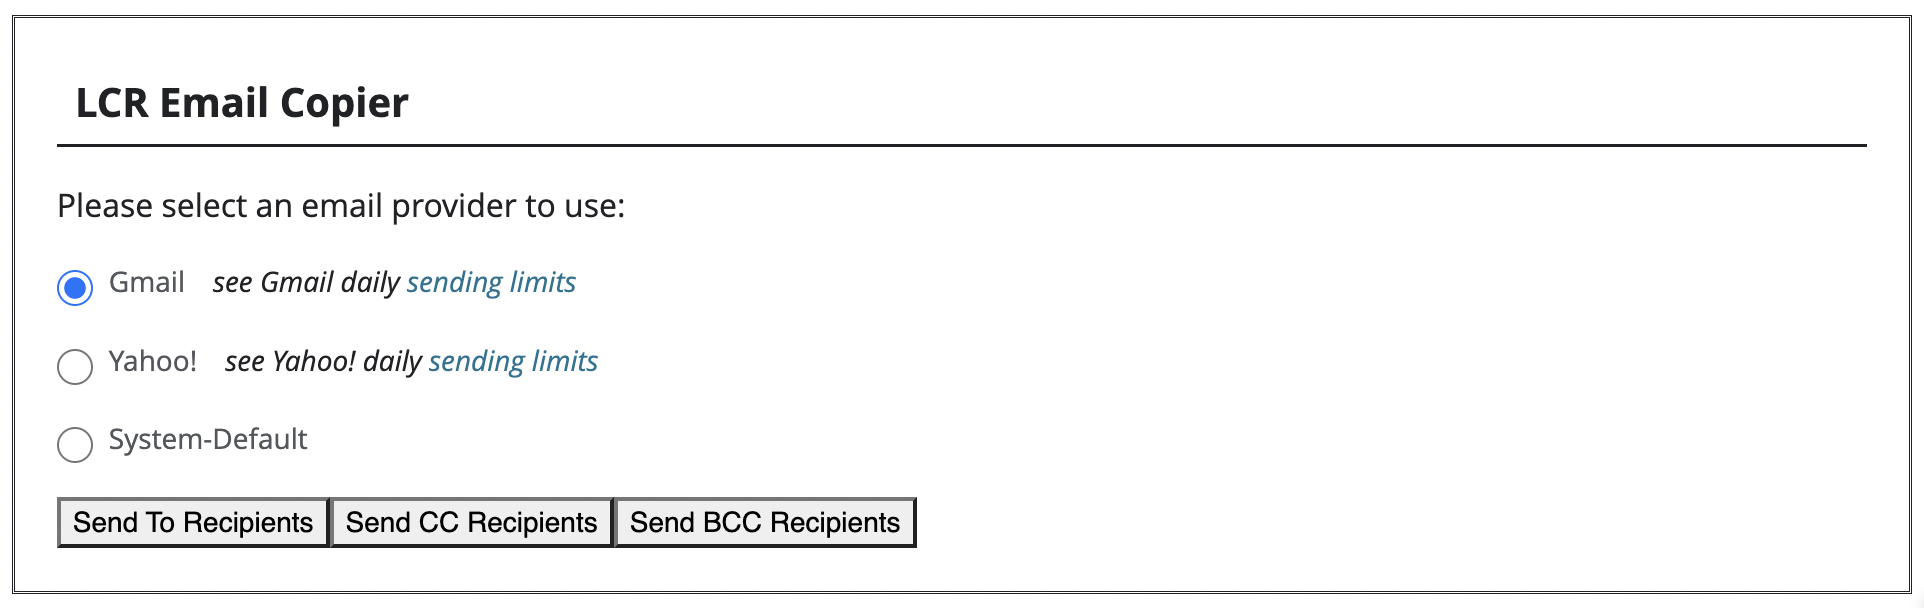 LCR Email Copier
Please select an email provider to use:
Gmail see Gmail daily sending limits
Yahoo! see Yahoo! daily sending limits
System-Default
Send To Recipients Send CC Recipients Send BCC Recipients